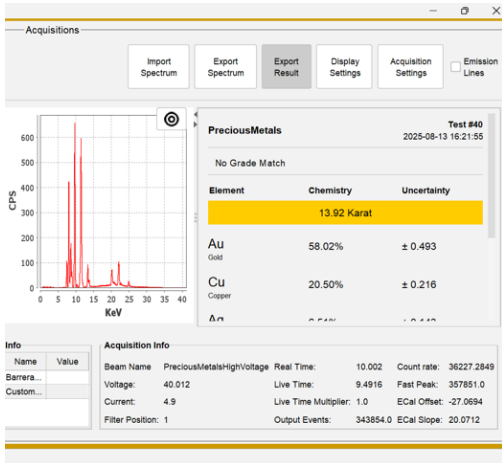 Acquisitions
Import Spectrum
Export Spectrum
Export Result
Display Settings
Acquisition Settings
Emission Lines
600
500
400
300
200
100
0
CPS
0 5 10 15 20 25 30 35 40
KeV
PreciousMetals
Test #40
2025-08-13 16:21:55
No Grade Match
Element Chemistry Uncertainty
13.92 Karat
Au 58.02% ± 0.493
Gold
Cu 20.50% ± 0.216
Copper
Info
Name Value
Barrera...
Custom...
Acquisition Info
Beam Name PreciousMetalsHighVoltage Real Time: 10.002 Count rate: 36227.2849
Voltage: 40.012 Live Time: 9.4916 Fast Peak: 357851.0
Current: 4.9 Live Time Multiplier: 1.0 ECal Offset: -27.0694
Filter Position: 1 Output Events: 343854.0 ECal Slope: 20.0712